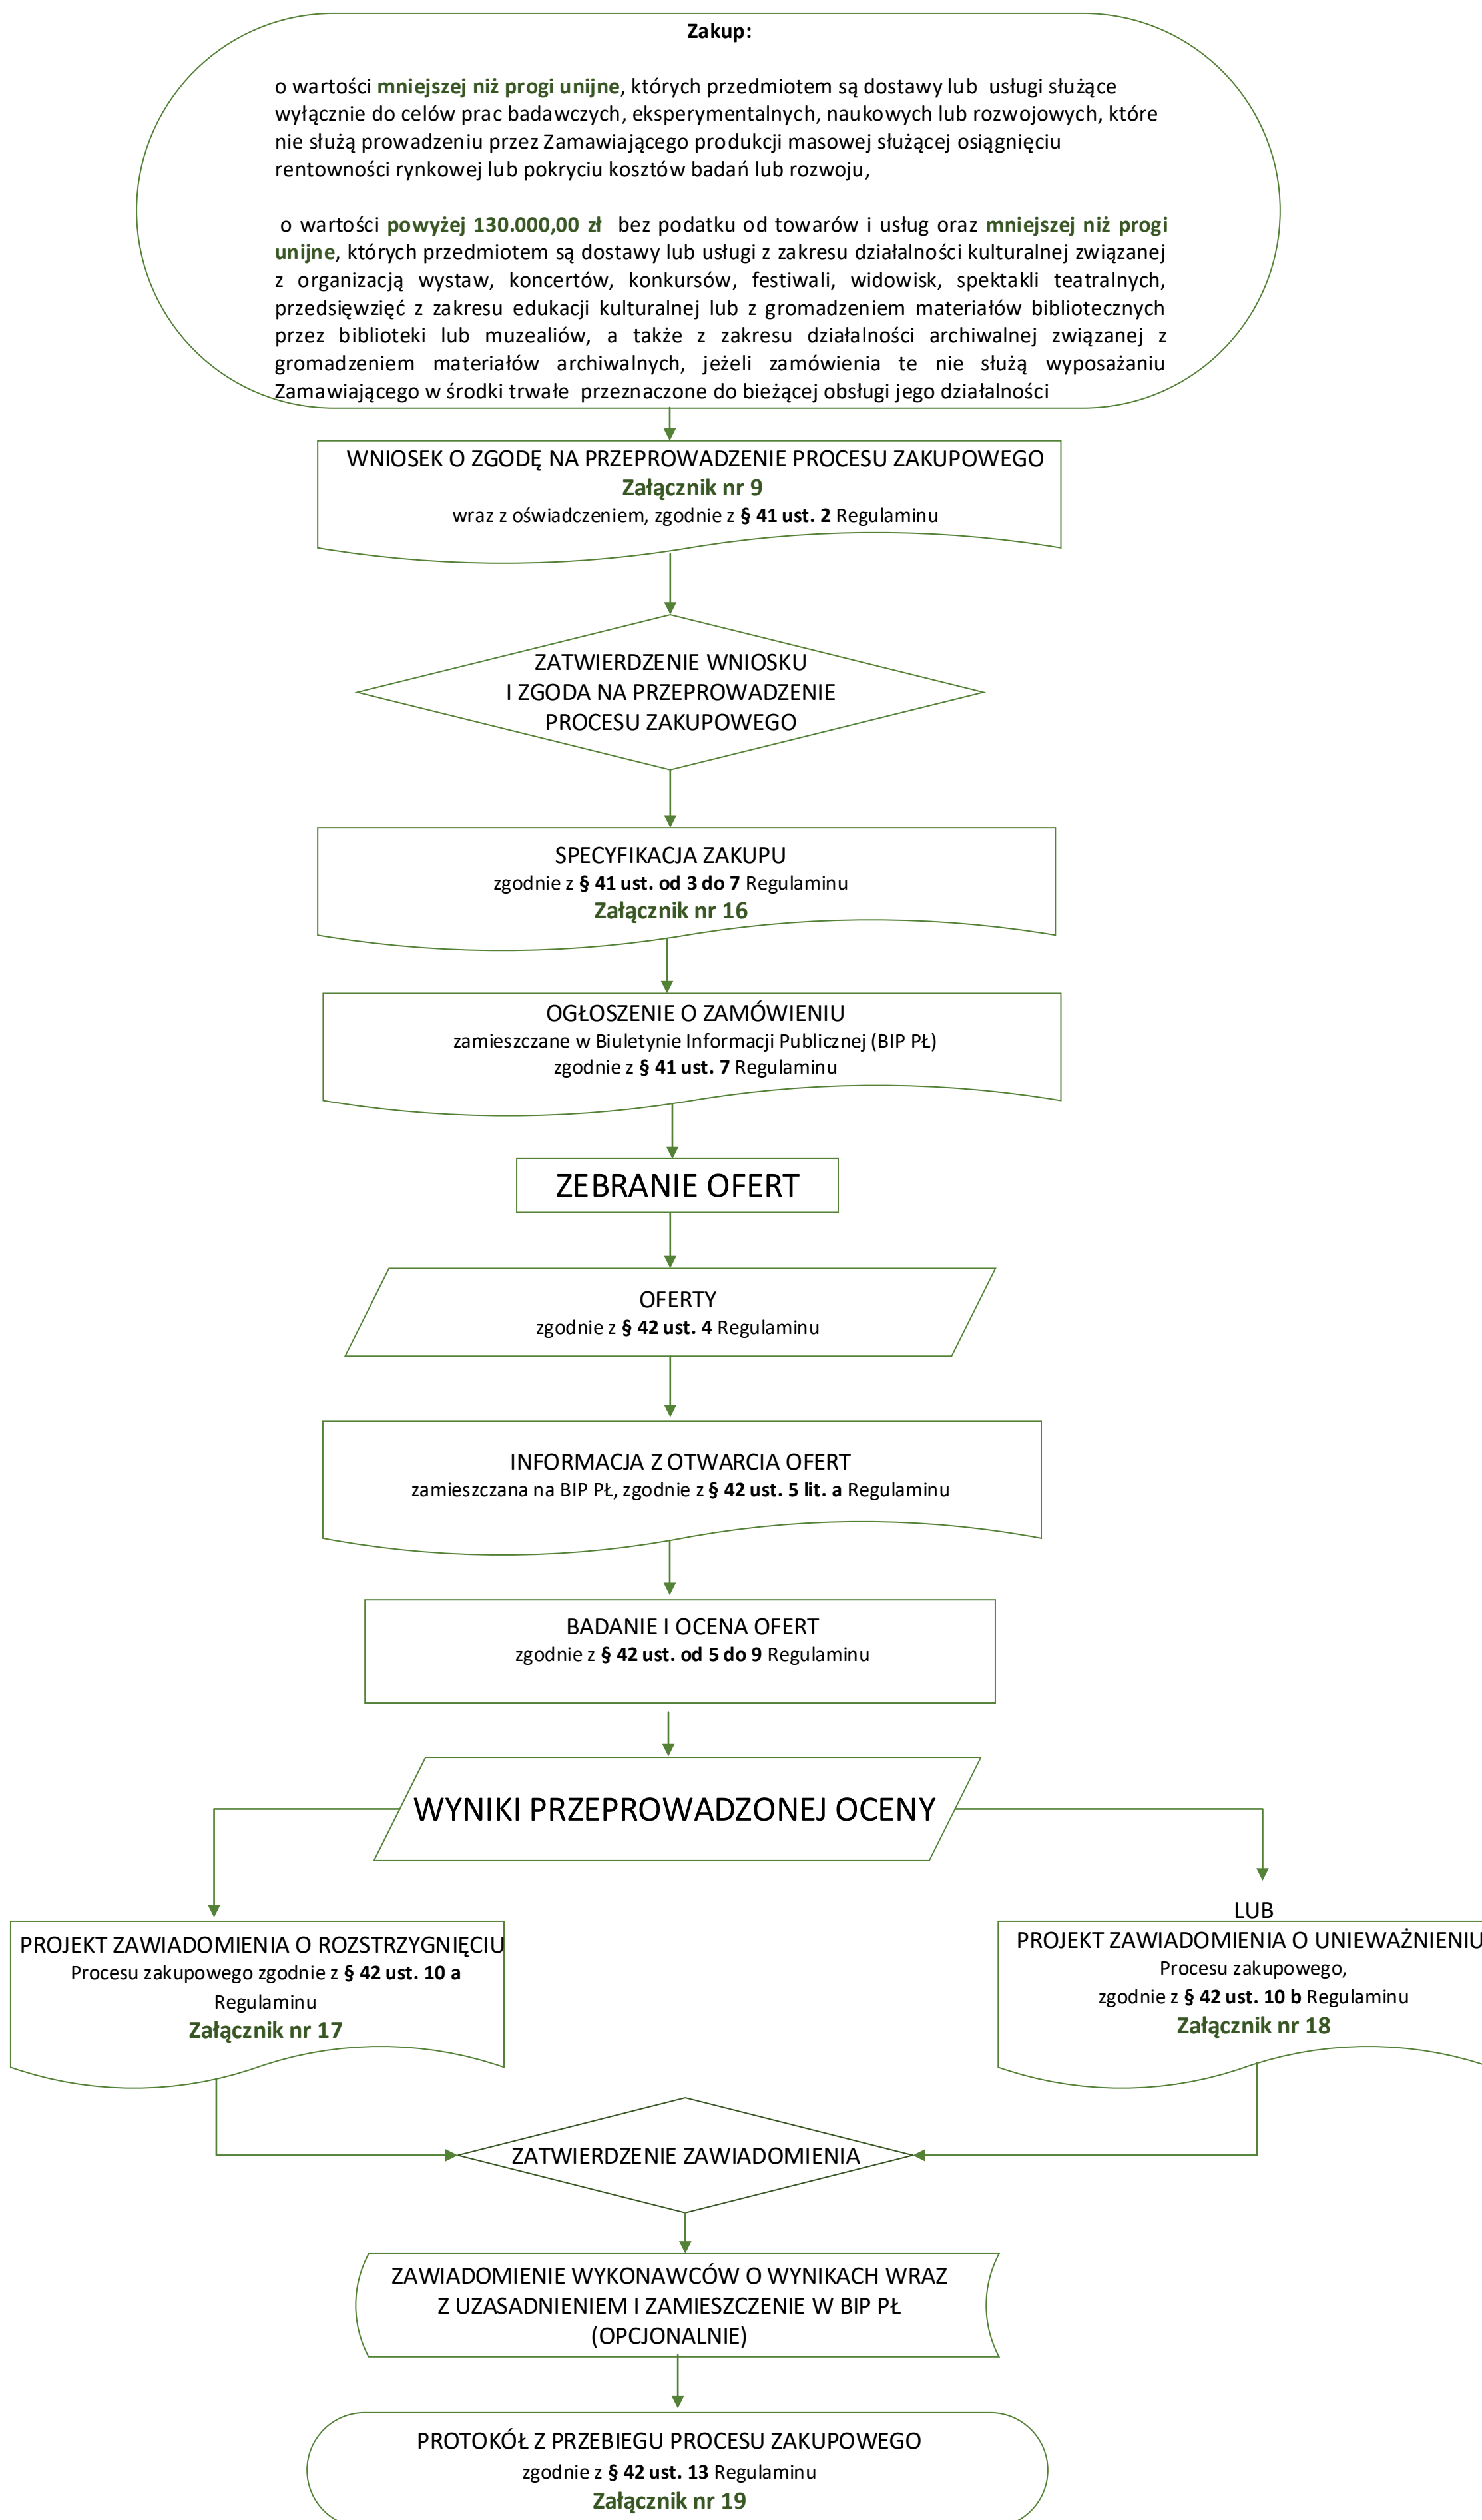 Zakup:
o wartości mniejszej niż progi unijne, których przedmiotem są dostawy lub usługi służące
wyłącznie do celów prac badawczych, eksperymentalnych, naukowych lub rozwojowych, które
nie służą prowadzeniu przez Zamawiającego produkcji masowej służącej osiągnięciu
rentowności rynkowej lub pokryciu kosztów badań lub rozwoju,
o wartości powyżej 130.000,00 zł bez podatku od towarów i usług oraz mniejszej niż progi
unijne, których przedmiotem są dostawy lub usługi z zakresu działalności kulturalnej związanej
z organizacją wystaw, koncertów, konkursów, festiwali, widowisk, spektakli teatralnych,
przedsięwzięć z zakresu edukacji kulturalnej lub z gromadzeniem materiałów bibliotecznych
przez biblioteki lub muzealiów, a także z zakresu działalności archiwalnej związanej z
gromadzeniem materiałów archiwalnych, jeżeli zamówienia te nie służą wyposażaniu
Zamawiającego w środki trwałe przeznaczone do bieżącej obsługi jego działalności
WNIOSEK O ZGODĘ NA PRZEPROWADZENIE PROCESU ZAKUPOWEGO
Załącznik nr 9
wraz z oświadczeniem, zgodnie z § 41 ust. 2 Regulaminu
ZATWIERDZENIE WNIOSKU
I ZGODA NA PRZEPROWADZENIE
PROCESU ZAKUPOWEGO
SPECYFIKACJA ZAKUPU
zgodnie z § 41 ust. od 3 do 7 Regulaminu
Załącznik nr 16
OGŁOSZENIE O ZAMÓWIENIU
zamieszczane w Biuletynie Informacji Publicznej (BIP PŁ)
zgodnie z § 41 ust. 7 Regulaminu
ZEBRANIE OFERT
OFERTY
zgodnie z § 42 ust. 4 Regulaminu
INFORMACJA Z OTWARCIA OFERT
zamieszczana na BIP PŁ, zgodnie z § 42 ust. 5 lit. a Regulaminu
BADANIE I OCENA OFERT
zgodnie z § 42 ust. od 5 do 9 Regulaminu
WYNIKI PRZEPROWADZONEJ OCENY
PROJEKT ZAWIADOMIENIA O ROZSTRZYGNIĘCIU
Procesu zakupowego zgodnie z § 42 ust. 10 a
Regulaminu
Załącznik nr 17
LUB
PROJEKT ZAWIADOMIENIA O UNIEWAŻNIENIU
Procesu zakupowego,
zgodnie z § 42 ust. 10 b Regulaminu
Załącznik nr 18
ZATWIERDZENIE ZAWIADOMIENIA
ZAWIADOMIENIE WYKONAWCÓW O WYNIKACH WRAZ
Z UZASADNIENIEM I ZAMIESZCZENIE W BIP PŁ
(OPCJONALNIE)
PROTOKÓŁ Z PRZEBIEGU PROCESU ZAKUPOWEGO
zgodnie z § 42 ust. 13 Regulaminu
Załącznik nr 19